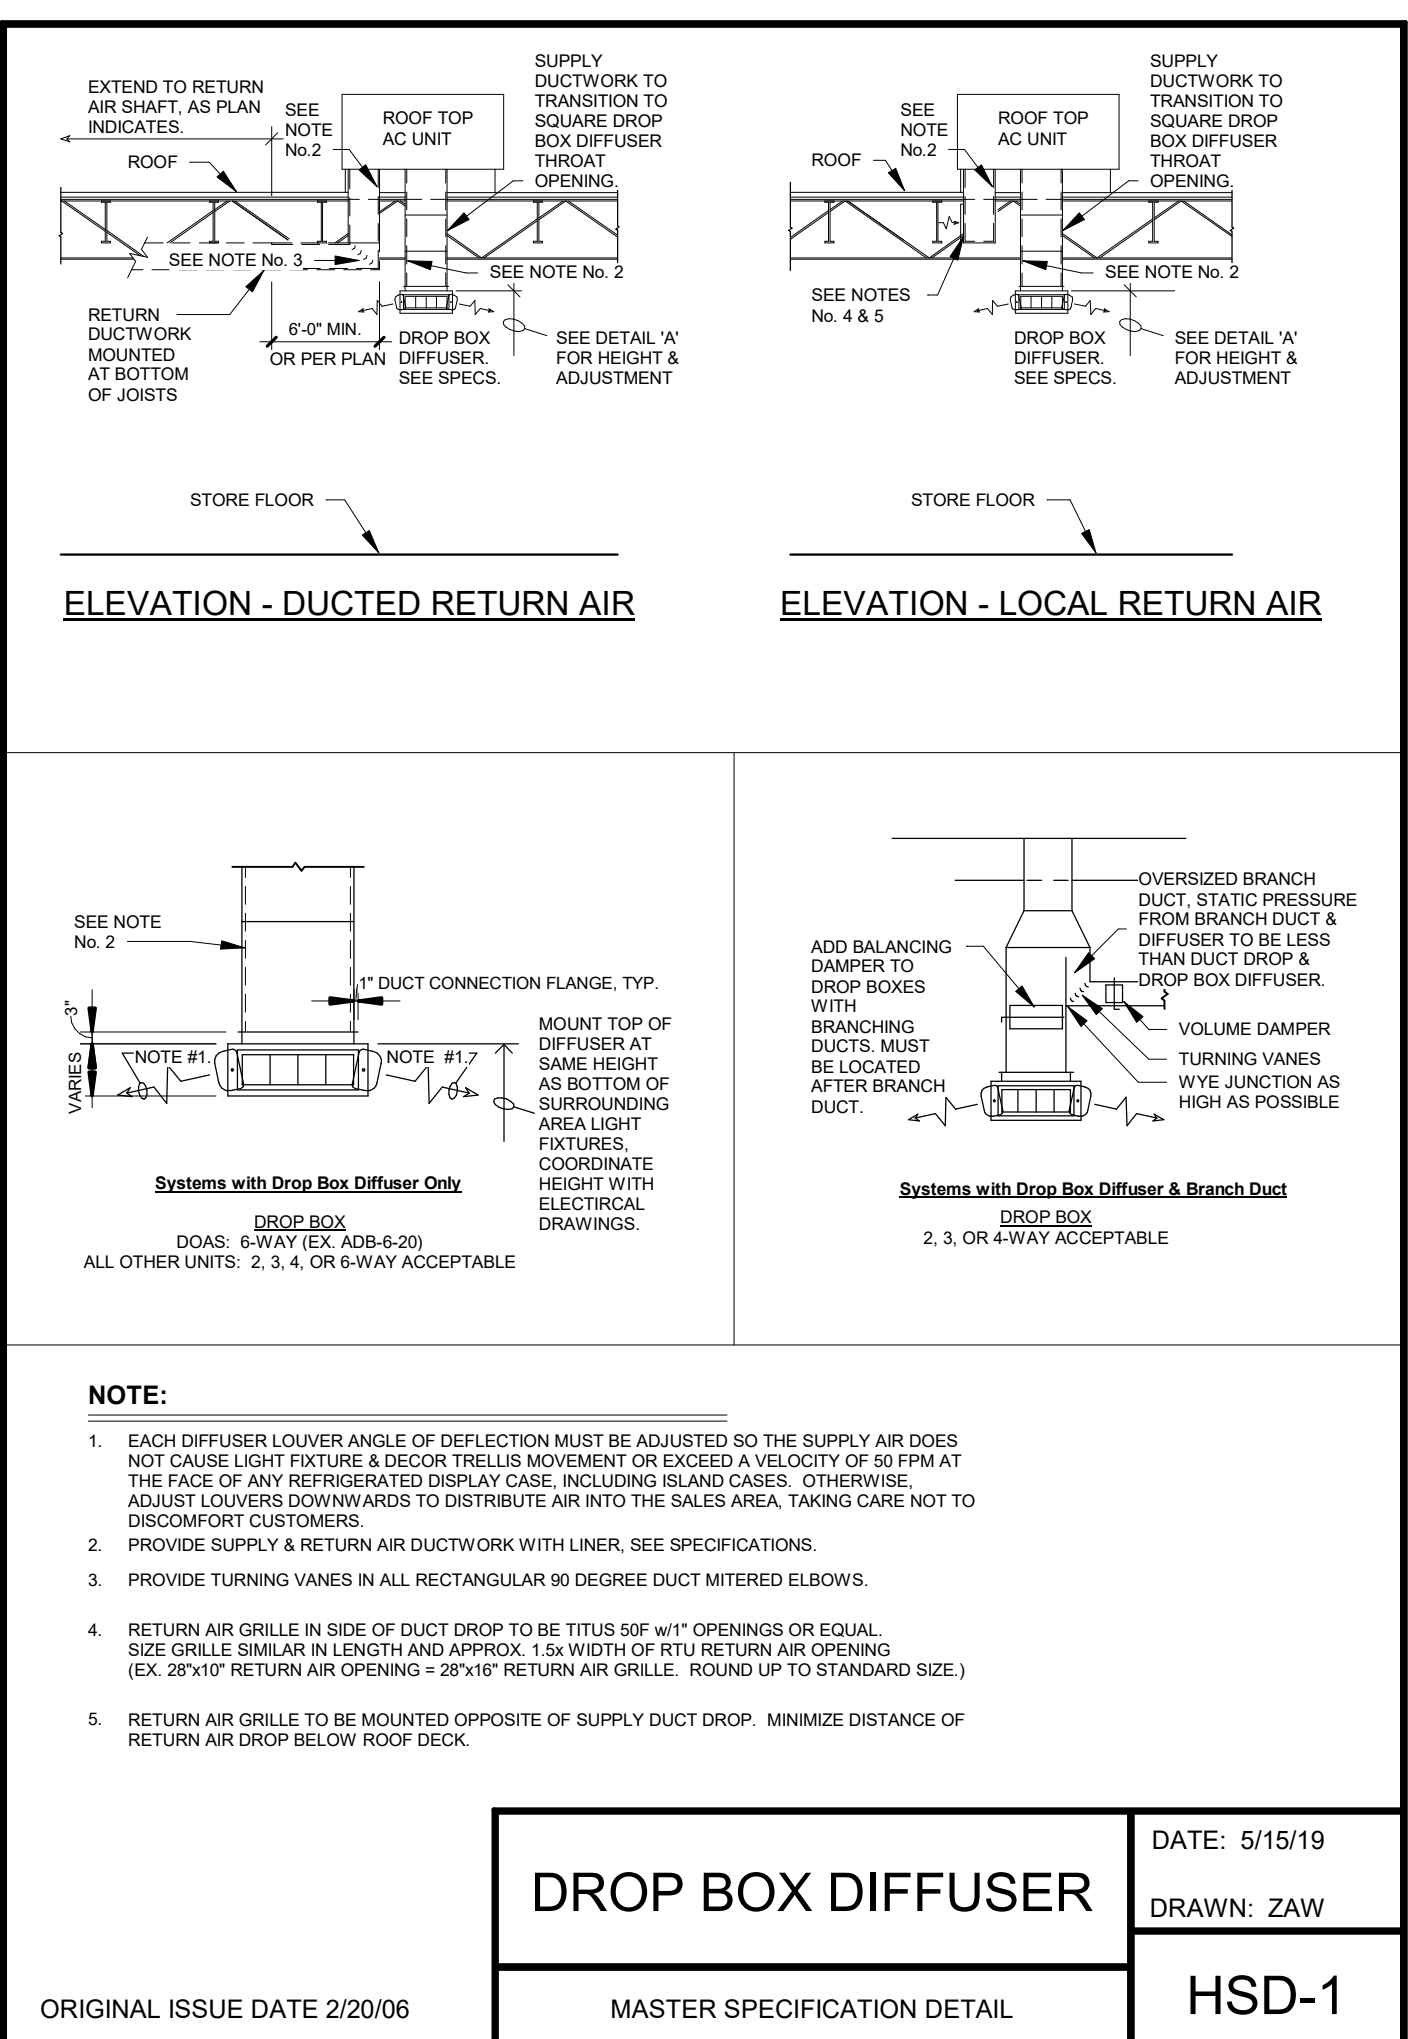 EXTEND TO RETURN
AIR SHAFT, AS PLAN
INDICATES.
ROOF
SEE
NOTE
No.2
ROOF TOP
AC UNIT
SUPPLY
DUCTWORK TO
TRANSITION TO
SQUARE DROP
BOX DIFFUSER
THROAT
OPENING.
SEE NOTE No. 3
SEE NOTE No. 2
RETURN
DUCTWORK
MOUNTED
AT BOTTOM
OF JOISTS
6'-0" MIN.
OR PER PLAN
DROP BOX
DIFFUSER.
SEE SPECS.
SEE DETAIL 'A'
FOR HEIGHT &
ADJUSTMENT
STORE FLOOR
ELEVATION - DUCTED RETURN AIR
ROOF
SEE
NOTE
No.2
ROOF TOP
AC UNIT
SUPPLY
DUCTWORK TO
TRANSITION TO
SQUARE DROP
BOX DIFFUSER
THROAT
OPENING.
SEE NOTE No. 2
SEE NOTES
No. 4 & 5
DROP BOX
DIFFUSER.
SEE SPECS.
SEE DETAIL 'A'
FOR HEIGHT &
ADJUSTMENT
STORE FLOOR
ELEVATION - LOCAL RETURN AIR
SEE NOTE
No. 2
1" DUCT CONNECTION FLANGE, TYP.
3"
VARIES
NOTE #1.
NOTE #1.
MOUNT TOP OF
DIFFUSER AT
SAME HEIGHT
AS BOTTOM OF
SURROUNDING
AREA LIGHT
FIXTURES,
COORDINATE
HEIGHT WITH
ELECTIRCAL
DRAWINGS.
Systems with Drop Box Diffuser Only
DROP BOX
DOAS: 6-WAY (EX. ADB-6-20)
ALL OTHER UNITS: 2, 3, 4, OR 6-WAY ACCEPTABLE
ADD BALANCING
DAMPER TO
DROP BOXES
WITH
BRANCHING
DUCTS. MUST
BE LOCATED
AFTER BRANCH
DUCT.
OVERSIZED BRANCH
DUCT, STATIC PRESSURE
FROM BRANCH DUCT &
DIFFUSER TO BE LESS
THAN DUCT DROP &
DROP BOX DIFFUSER.
VOLUME DAMPER
TURNING VANES
WYE JUNCTION AS
HIGH AS POSSIBLE
Systems with Drop Box Diffuser & Branch Duct
DROP BOX
2, 3, OR 4-WAY ACCEPTABLE
NOTE:
1. EACH DIFFUSER LOUVER ANGLE OF DEFLECTION MUST BE ADJUSTED SO THE SUPPLY AIR DOES
NOT CAUSE LIGHT FIXTURE & DECOR TRELLIS MOVEMENT OR EXCEED A VELOCITY OF 50 FPM AT
THE FACE OF ANY REFRIGERATED DISPLAY CASE, INCLUDING ISLAND CASES. OTHERWISE,
ADJUST LOUVERS DOWNWARDS TO DISTRIBUTE AIR INTO THE SALES AREA, TAKING CARE NOT TO
DISCOMFORT CUSTOMERS.
2. PROVIDE SUPPLY & RETURN AIR DUCTWORK WITH LINER, SEE SPECIFICATIONS.
3. PROVIDE TURNING VANES IN ALL RECTANGULAR 90 DEGREE DUCT MITERED ELBOWS.
4. RETURN AIR GRILLE IN SIDE OF DUCT DROP TO BE TITUS 50F w/1" OPENINGS OR EQUAL.
SIZE GRILLE SIMILAR IN LENGTH AND APPROX. 1.5x WIDTH OF RTU RETURN AIR OPENING
(EX. 28"x10" RETURN AIR OPENING = 28"x16" RETURN AIR GRILLE. ROUND UP TO STANDARD SIZE.)
5. RETURN AIR GRILLE TO BE MOUNTED OPPOSITE OF SUPPLY DUCT DROP. MINIMIZE DISTANCE OF
RETURN AIR DROP BELOW ROOF DECK.
DROP BOX DIFFUSER
DATE: 5/15/19
DRAWN: ZAW
ORIGINAL ISSUE DATE 2/20/06
MASTER SPECIFICATION DETAIL
HSD-1